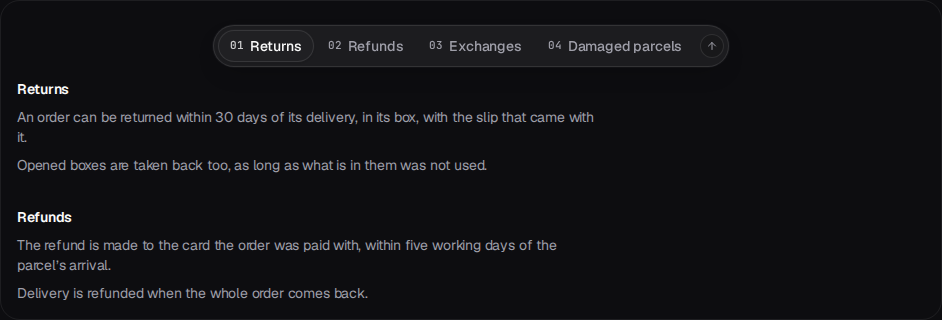 01 Returns 02 Refunds 03 Exchanges 04 Damaged parcels ↑
Returns
An order can be returned within 30 days of its delivery, in its box, with the slip that came with
it.
Opened boxes are taken back too, as long as what is in them was not used.
Refunds
The refund is made to the card the order was paid with, within five working days of the
parcel's arrival.
Delivery is refunded when the whole order comes back.